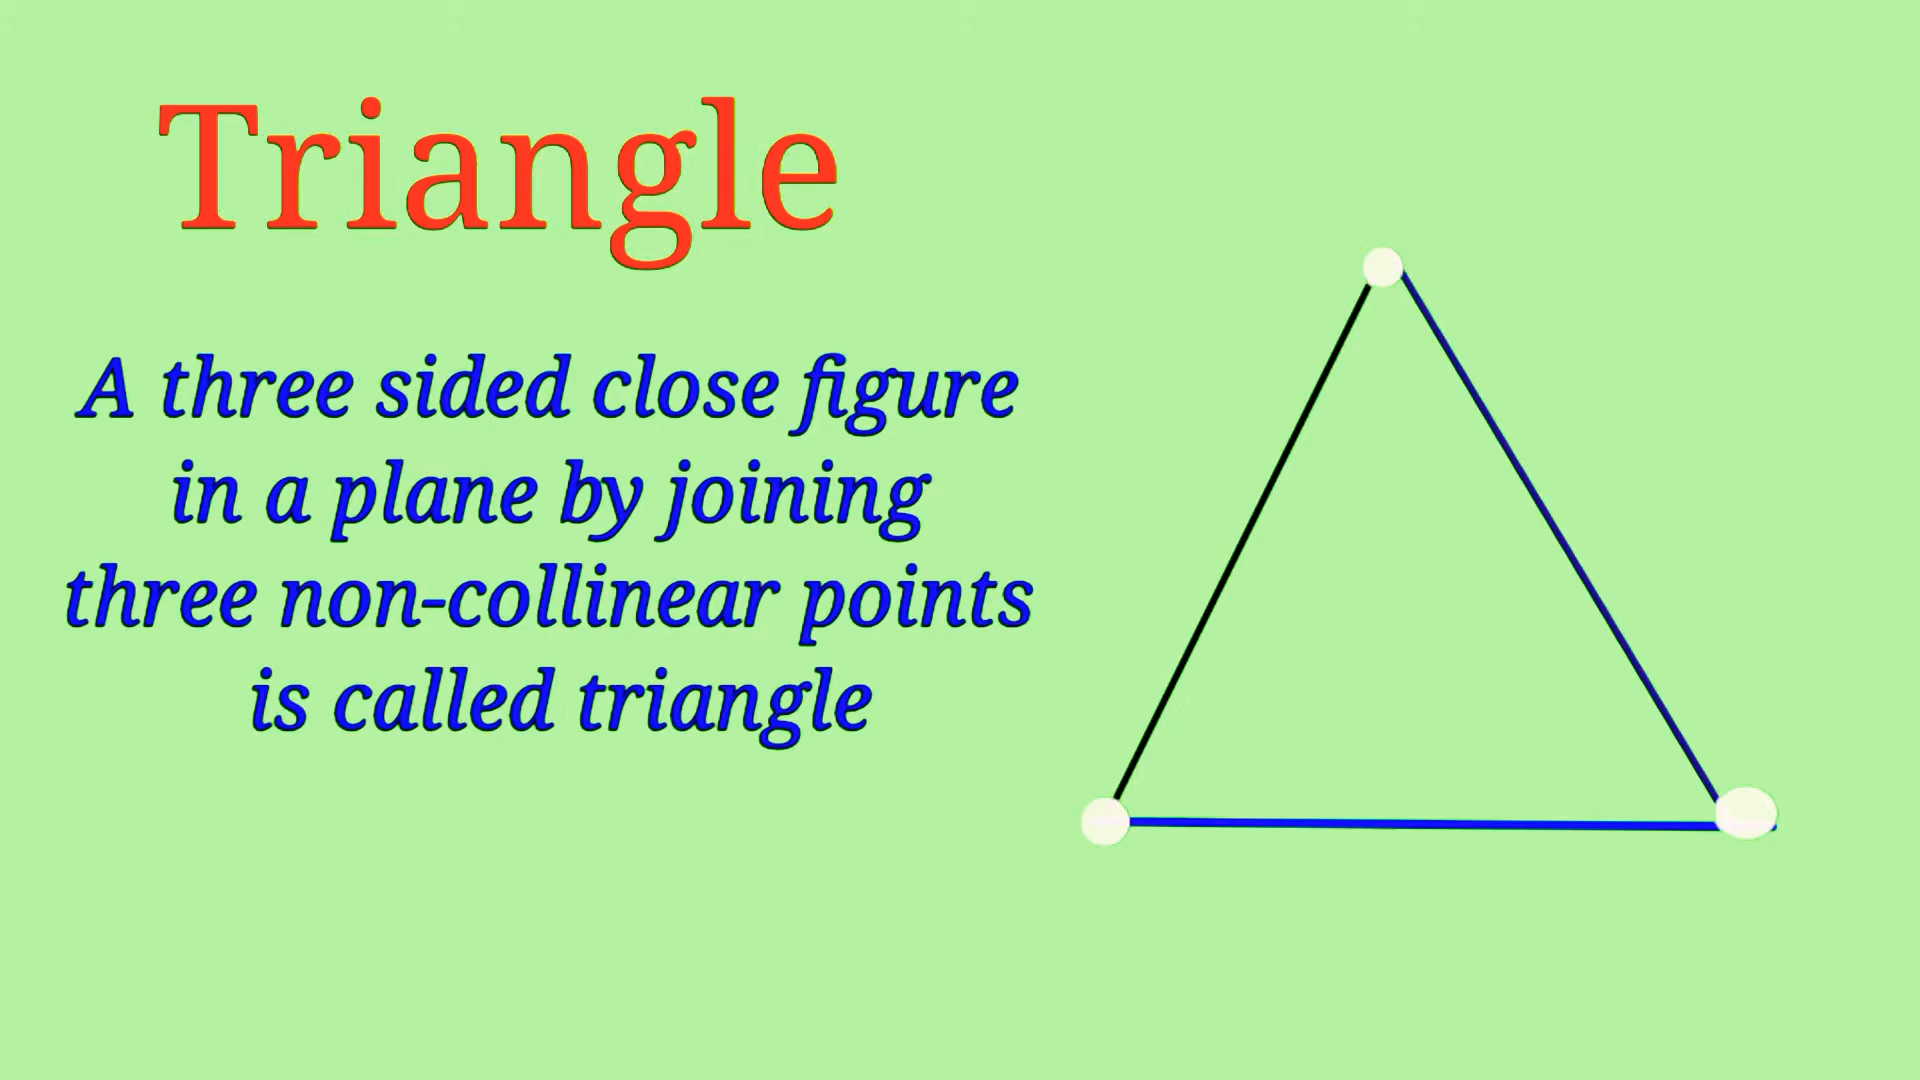 Triangle
A three sided close figure
in a plane by joining
three non-collinear points
is called triangle